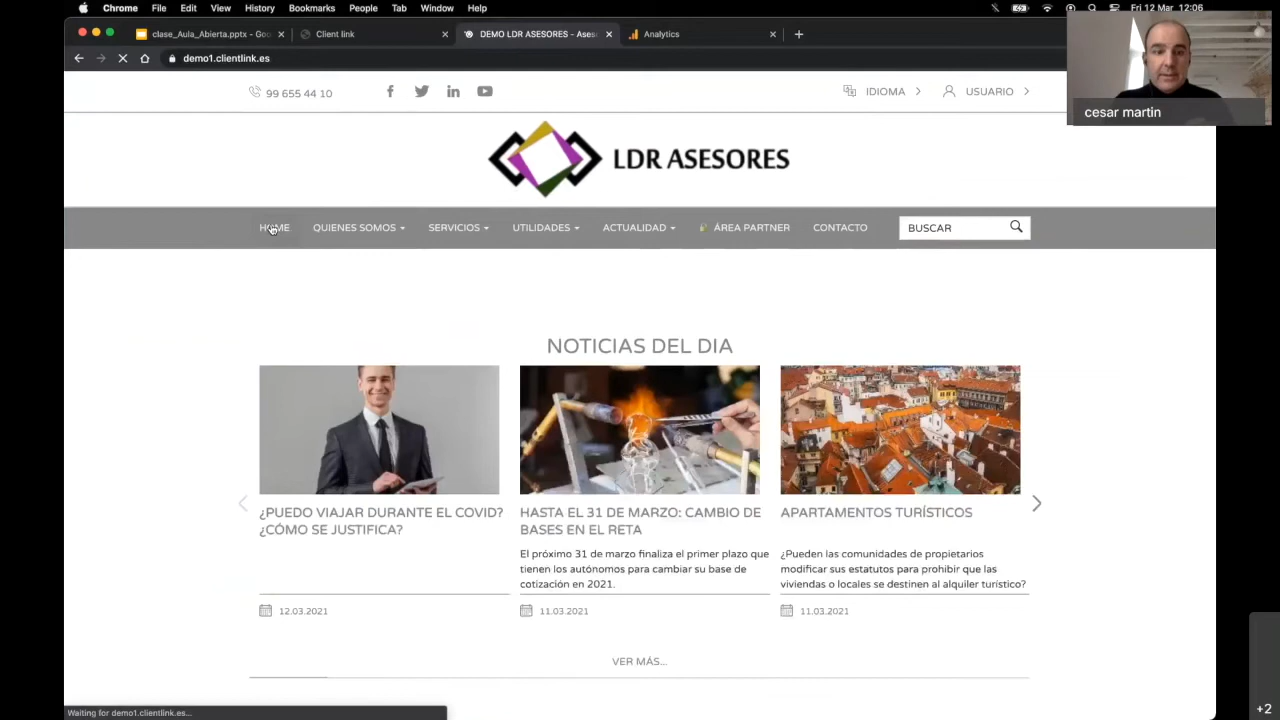 Chrome File Edit View History Bookmarks People Tab Window Help Fri 12 Mar 12:06
clase_Aula_Abierta.pptx - Goo Client link DEMO LDR ASESORES - Ases Analytics
demo1.clientlink.es
cesar martin
99 655 44 10 IDIOMA USUARIO
LDR ASESORES
HOME QUIENES SOMOS SERVICIOS UTILIDADES ACTUALIDAD ÁREA PARTNER CONTACTO BUSCAR
NOTICIAS DEL DIA
¿PUEDO VIAJAR DURANTE EL COVID?
¿CÓMO SE JUSTIFICA?
12.03.2021
HASTA EL 31 DE MARZO: CAMBIO DE
BASES EN EL RETA
El próximo 31 de marzo finaliza el primer plazo que
tienen los autónomos para cambiar su base de
cotización en 2021.
11.03.2021
APARTAMENTOS TURÍSTICOS
¿Pueden las comunidades de propietarios
modificar sus estatutos para prohibir que las
viviendas o locales se destinen al alquiler turístico?
11.03.2021
VER MÁS...
Waiting for demo1.clientlink.es...
+2